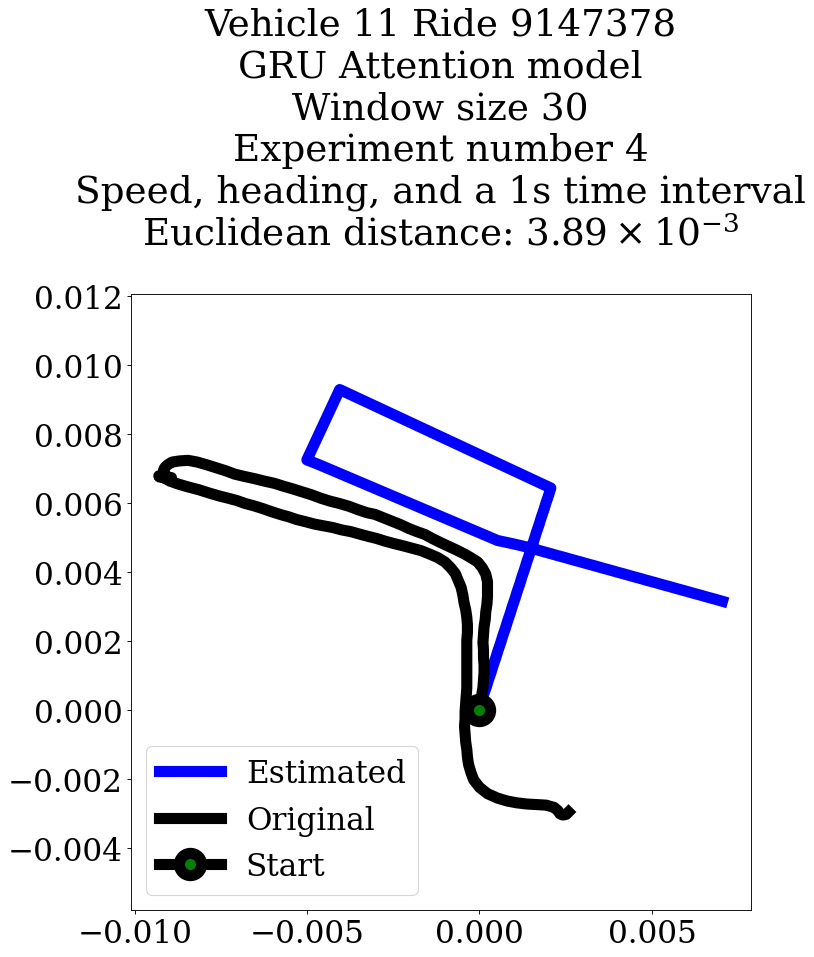 Vehicle 11 Ride 9147378
GRU Attention model
Window size 30
Experiment number 4
Speed, heading, and a 1s time interval
Euclidean distance: 3.89 × 10⁻³
0.012
0.010
0.008
0.006
0.004
0.002
0.000
−0.002
−0.004
Estimated
Original
Start
−0.010 −0.005 0.000 0.005